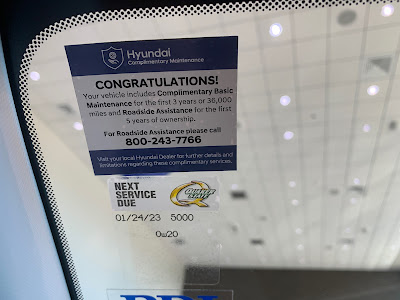 Hyundai
Complimentary Maintenance
CONGRATULATIONS!
Your vehicle includes Complimentary Basic
Maintenance for the first 3 years or 36,000
miles and Roadside Assistance for the first
5 years of ownership.
For Roadside Assistance please call
800-243-7766
Visit your local Hyundai Dealer for further details and
limitations regarding these complimentary services.
NEXT
SERVICE
DUE
QUAKER
STATE
01/24/23 5000
0w20